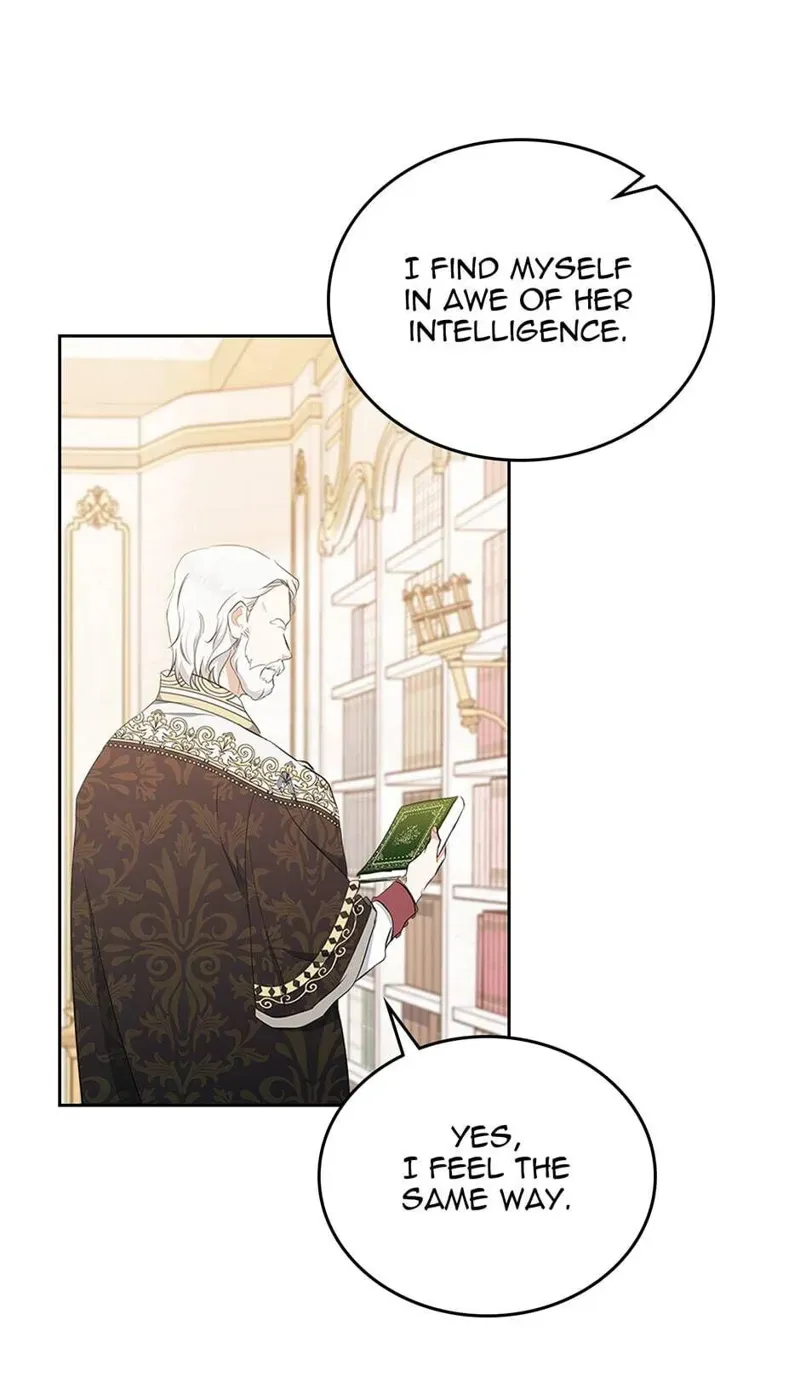 I FIND MYSELF
IN AWE OF HER
INTELLIGENCE.
YES,
I FEEL THE
SAME WAY.